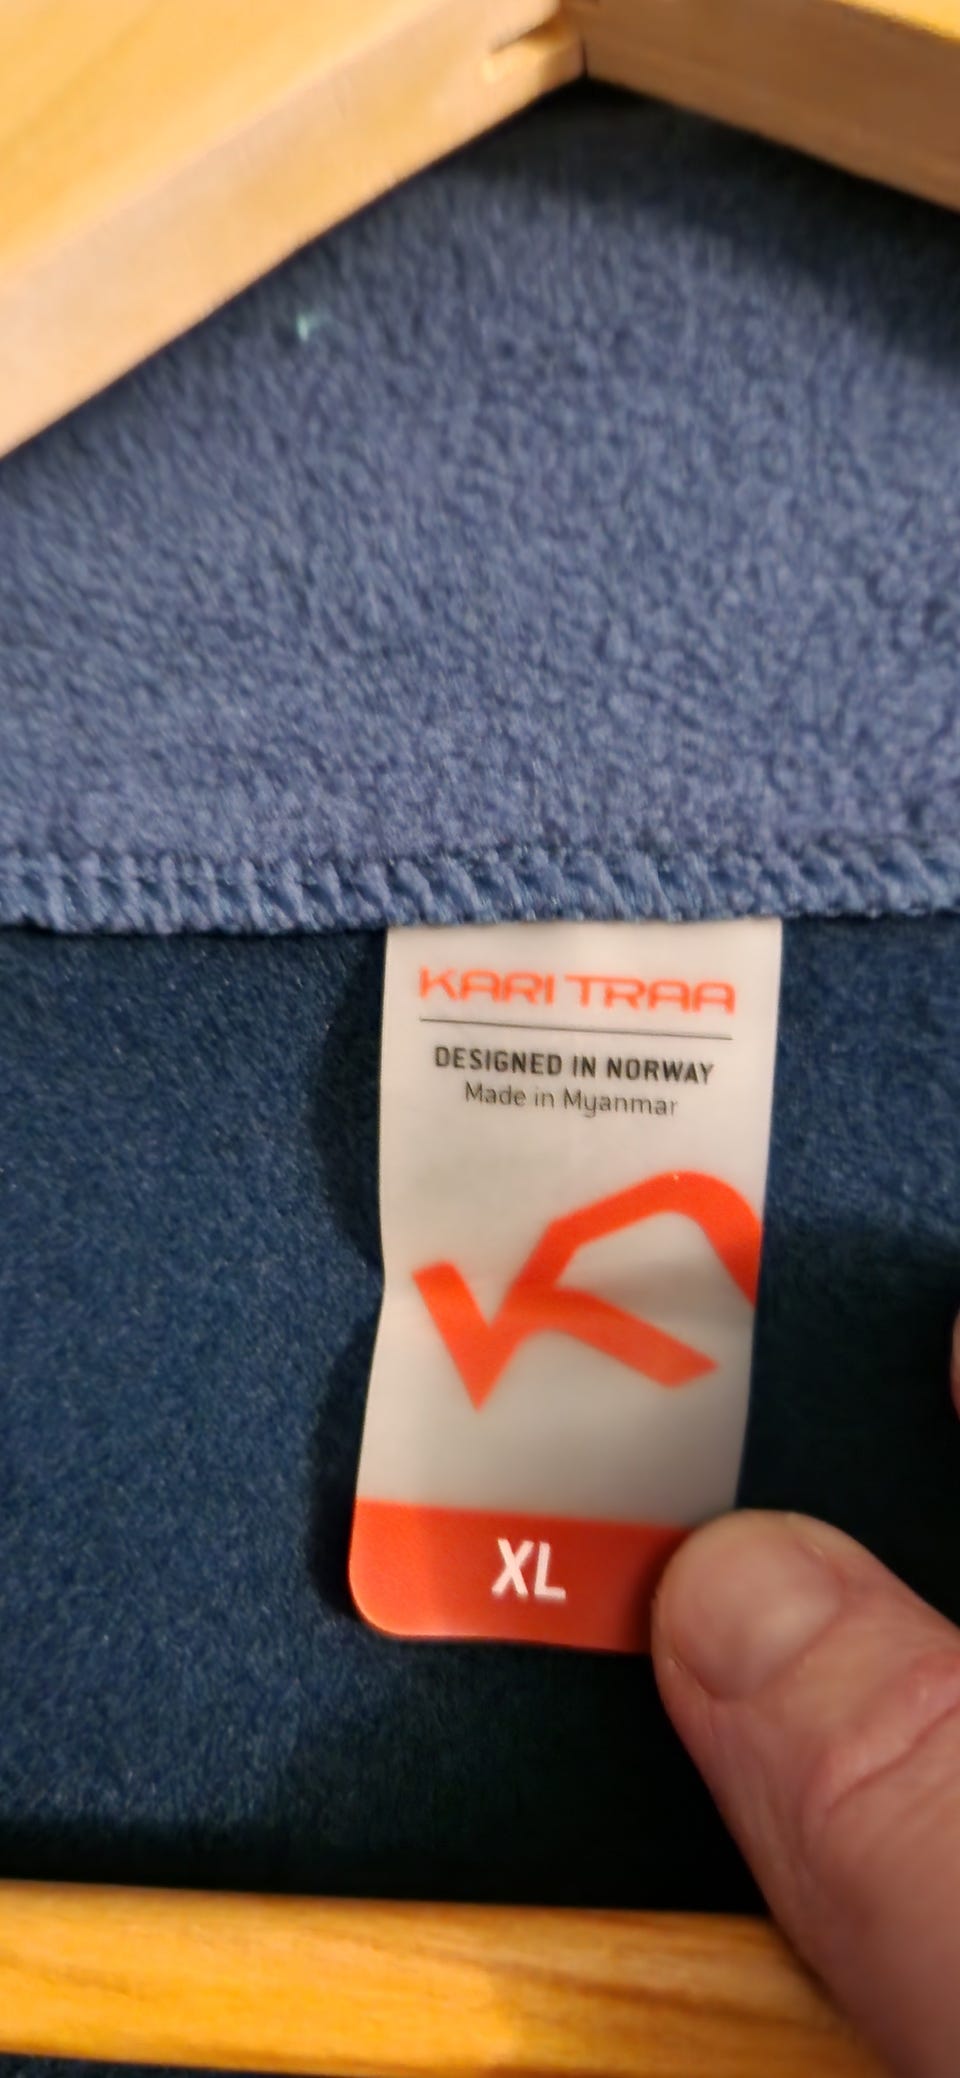 KARI TRAA
DESIGNED IN NORWAY
Made in Myanmar
XL